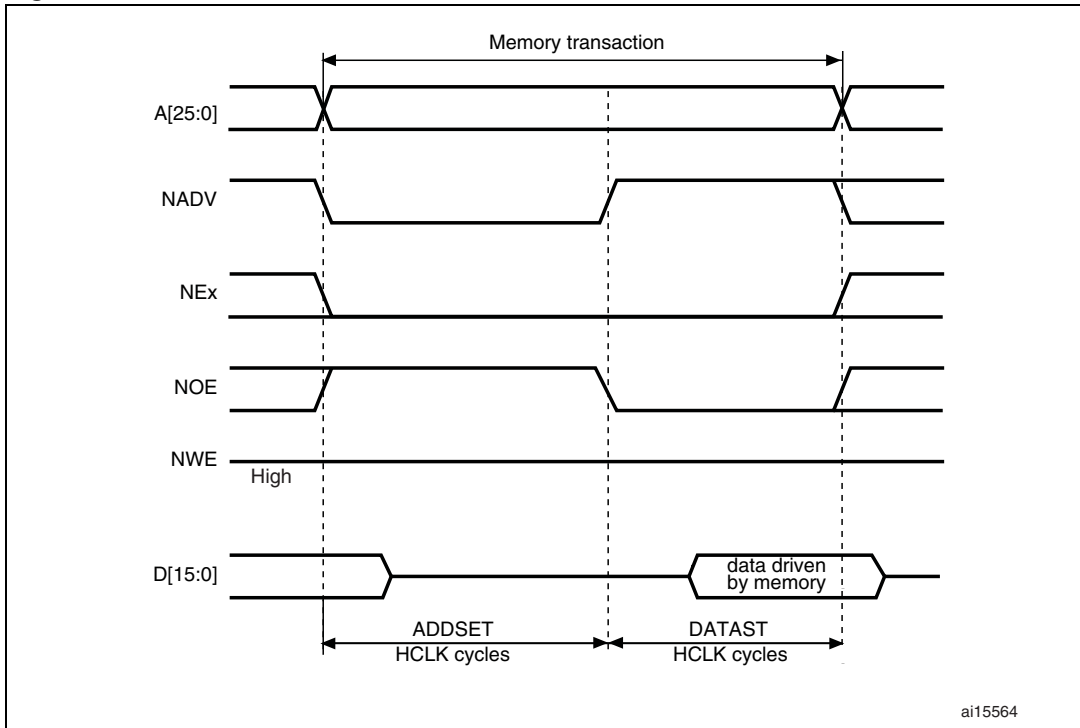 Memory transaction
A[25:0]
NADV
NEx
NOE
NWE
High
D[15:0]
data driven
by memory
ADDSET
HCLK cycles
DATAST
HCLK cycles
ai15564